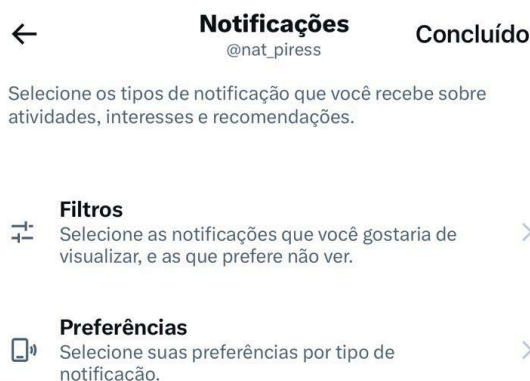 Notificações
Concluído
@nat_piress
Selecione os tipos de notificação que você recebe sobre
atividades, interesses e recomendações.
Filtros
Selecione as notificações que você gostaria de
visualizar, e as que prefere não ver.
Preferências
Selecione suas preferências por tipo de
notificação.